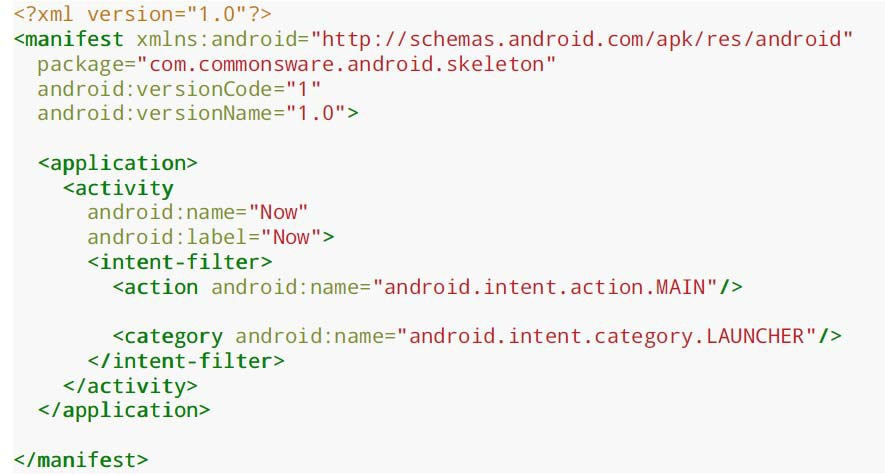 <?xml version="1.0"?>
<manifest xmlns:android="http://schemas.android.com/apk/res/android"
  package="com.commonsware.android.skeleton"
  android:versionCode="1"
  android:versionName="1.0">

  <application>
    <activity
      android:name="Now"
      android:label="Now">
      <intent-filter>
        <action android:name="android.intent.action.MAIN"/>

        <category android:name="android.intent.category.LAUNCHER"/>
      </intent-filter>
    </activity>
  </application>

</manifest>